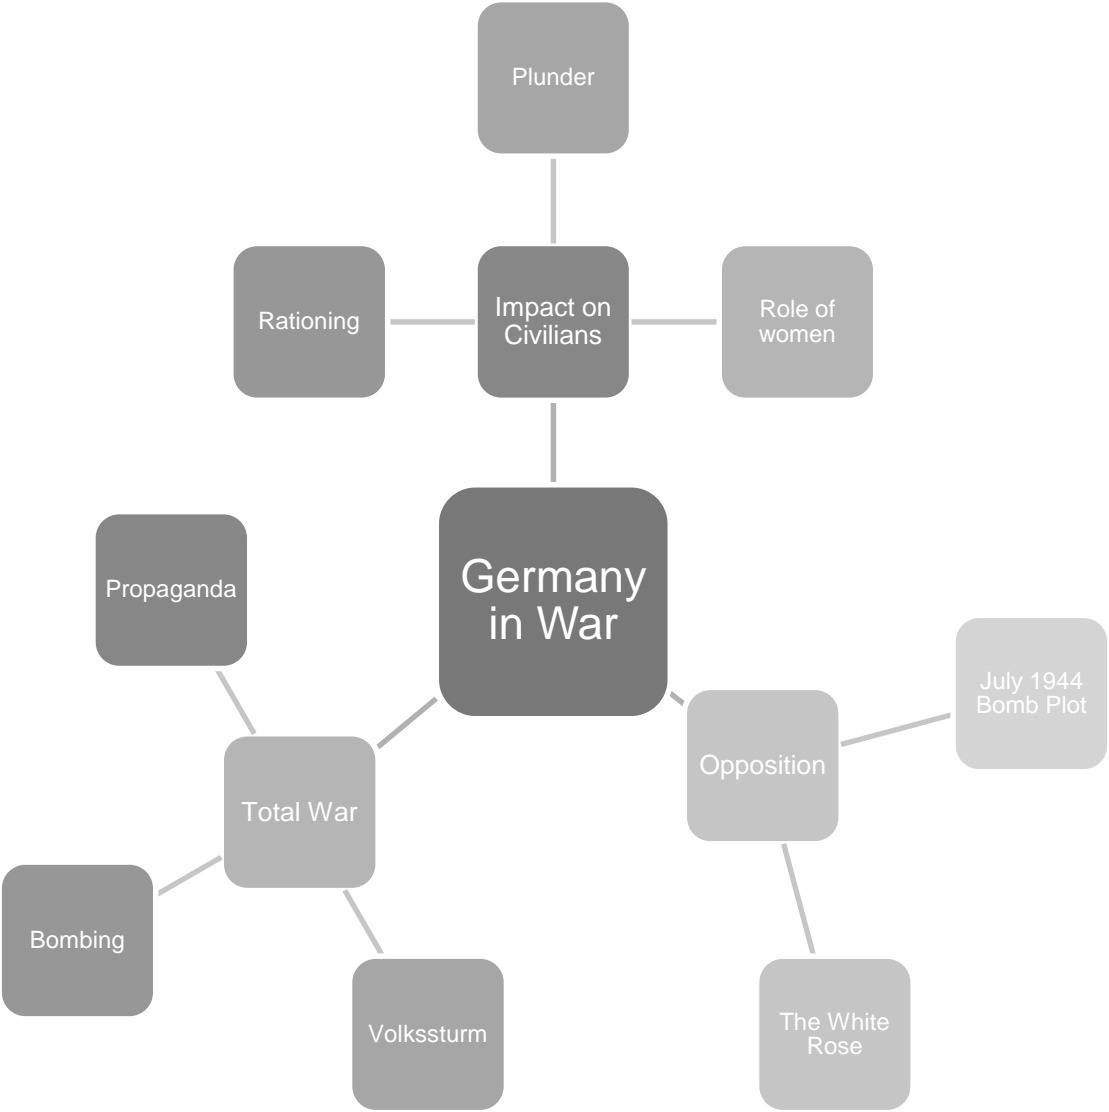 Plunder
Rationing
Impact on
Civilians
Role of
women
Germany
in War
Propaganda
July 1944
Bomb Plot
Opposition
Total War
Bombing
Volkssturm
The White
Rose